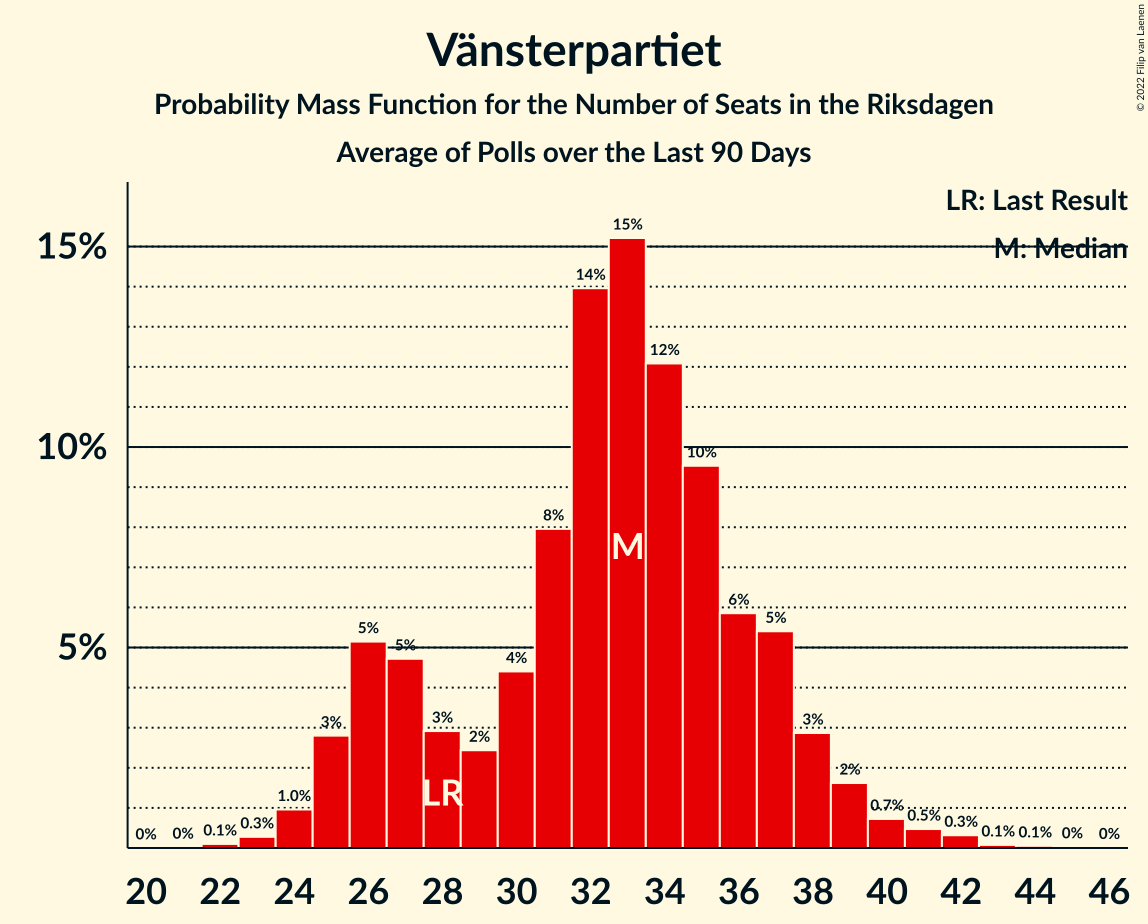 Vänsterpartiet
Probability Mass Function for the Number of Seats in the Riksdagen
Average of Polls over the Last 90 Days
© 2022 Filip van Laenen
LR: Last Result
M: Median
15%
10%
5%
0% 0% 0.1% 0.3% 1.0% 3% 5% 5% 3% 2% 4% 8% 14% 15% 12% 10% 6% 5% 3% 2% 0.7% 0.5% 0.3% 0.1% 0.1% 0% 0%
M
LR
20 22 24 26 28 30 32 34 36 38 40 42 44 46